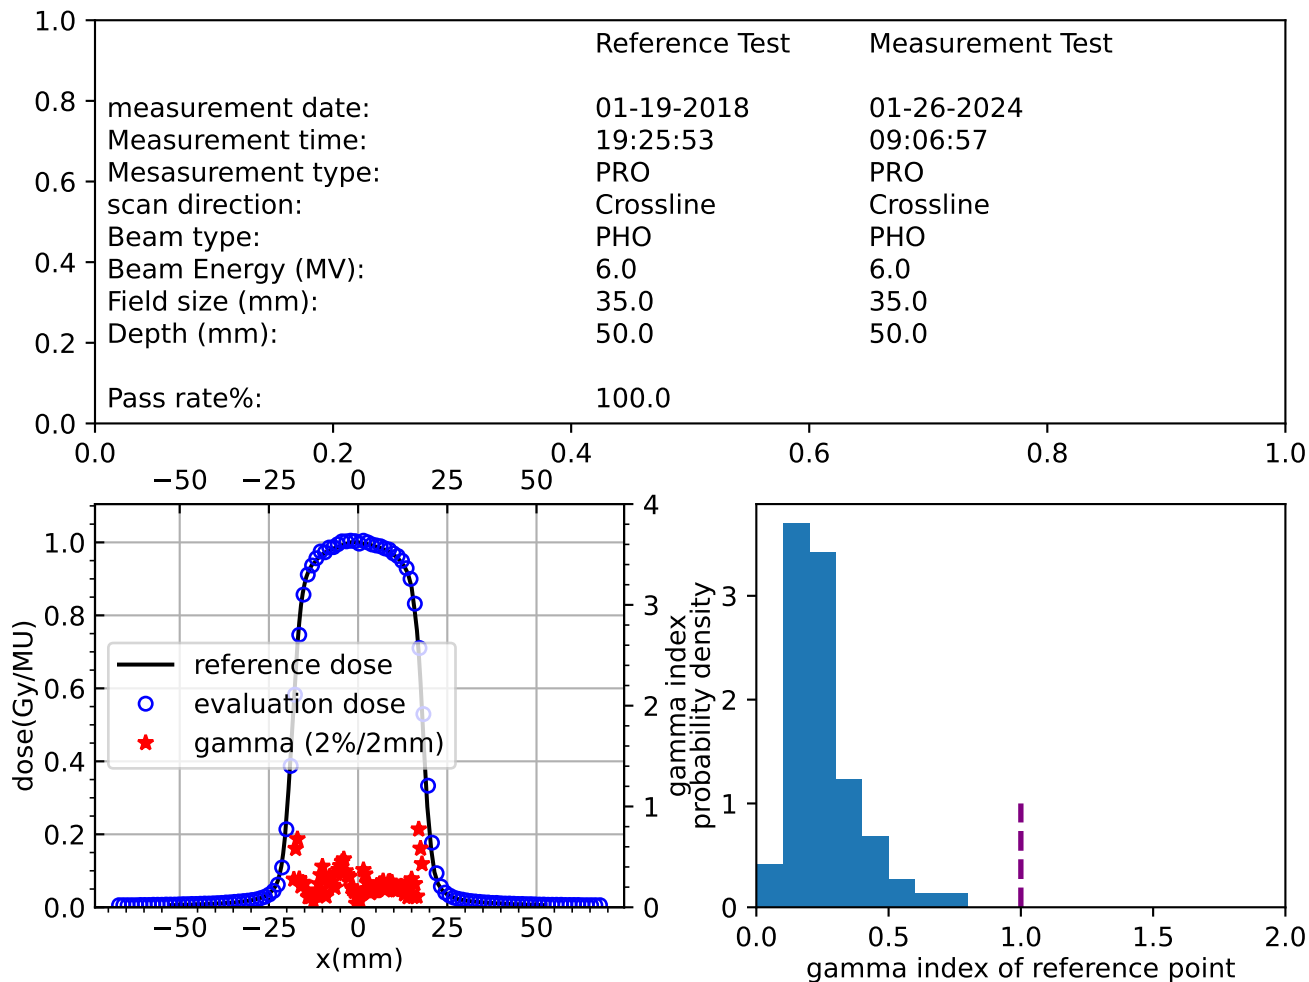 1.0
Reference Test Measurement Test
0.8
measurement date: 01-19-2018 01-26-2024
Measurement time: 19:25:53 09:06:57
0.6
Mesasurement type: PRO PRO
scan direction: Crossline Crossline
Beam type: PHO PHO
0.4
Beam Energy (MV): 6.0 6.0
Field size (mm): 35.0 35.0
0.2
Depth (mm): 50.0 50.0
Pass rate%: 100.0
0.0
0.0 0.2 0.4 0.6 0.8 1.0
−50 −25 0 25 50
1.0
0.8
0.6
0.4
0.2
0.0
dose(Gy/MU)
reference dose
evaluation dose
gamma (2%/2mm)
4
3
2
1
0
gamma index
−50 −25 0 25 50
x(mm)
probability density
3
2
1
0
0.0 0.5 1.0 1.5 2.0
gamma index of reference point